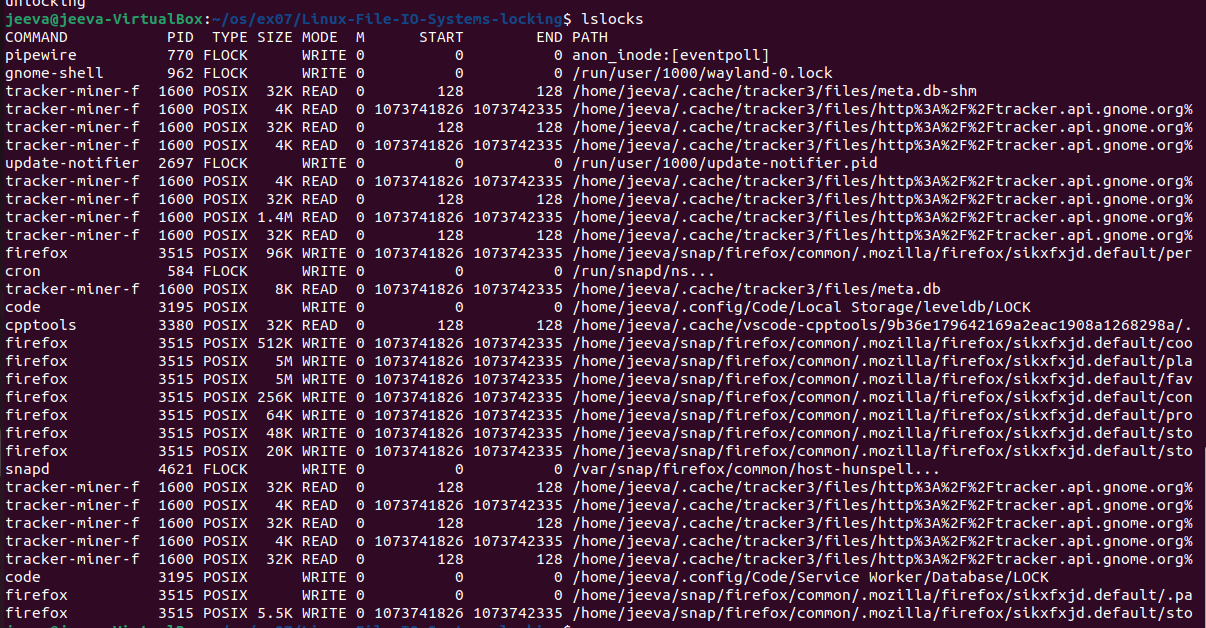 unlocking
jeeva@jeeva-VirtualBox:~/os/ex07/Linux-File-IO-Systems-locking$ lslocks
COMMAND           PID  TYPE SIZE MODE  M      START        END PATH
pipewire          770 FLOCK      WRITE 0          0          0 anon_inode:[eventpoll]
gnome-shell       962 FLOCK      WRITE 0          0          0 /run/user/1000/wayland-0.lock
tracker-miner-f  1600 POSIX  32K READ  0        128        128 /home/jeeva/.cache/tracker3/files/meta.db-shm
tracker-miner-f  1600 POSIX   4K READ  0 1073741826 1073742335 /home/jeeva/.cache/tracker3/files/http%3A%2F%2Ftracker.api.gnome.org%
tracker-miner-f  1600 POSIX  32K READ  0        128        128 /home/jeeva/.cache/tracker3/files/http%3A%2F%2Ftracker.api.gnome.org%
tracker-miner-f  1600 POSIX   4K READ  0 1073741826 1073742335 /home/jeeva/.cache/tracker3/files/http%3A%2F%2Ftracker.api.gnome.org%
update-notifier  2697 FLOCK      WRITE 0          0          0 /run/user/1000/update-notifier.pid
tracker-miner-f  1600 POSIX   4K READ  0 1073741826 1073742335 /home/jeeva/.cache/tracker3/files/http%3A%2F%2Ftracker.api.gnome.org%
tracker-miner-f  1600 POSIX  32K READ  0        128        128 /home/jeeva/.cache/tracker3/files/http%3A%2F%2Ftracker.api.gnome.org%
tracker-miner-f  1600 POSIX 1.4M READ  0 1073741826 1073742335 /home/jeeva/.cache/tracker3/files/http%3A%2F%2Ftracker.api.gnome.org%
tracker-miner-f  1600 POSIX  32K READ  0        128        128 /home/jeeva/.cache/tracker3/files/http%3A%2F%2Ftracker.api.gnome.org%
firefox          3515 POSIX  96K WRITE 0 1073741826 1073742335 /home/jeeva/snap/firefox/common/.mozilla/firefox/sikxfxjd.default/per
cron              584 FLOCK      WRITE 0          0          0 /run/snapd/ns...
tracker-miner-f  1600 POSIX   8K READ  0 1073741826 1073742335 /home/jeeva/.cache/tracker3/files/meta.db
code             3195 POSIX      WRITE 0          0          0 /home/jeeva/.config/Code/Local Storage/leveldb/LOCK
cpptools         3380 POSIX  32K READ  0        128        128 /home/jeeva/.cache/vscode-cpptools/9b36e179642169a2eac1908a1268298a/.
firefox          3515 POSIX 512K WRITE 0 1073741826 1073742335 /home/jeeva/snap/firefox/common/.mozilla/firefox/sikxfxjd.default/coo
firefox          3515 POSIX   5M WRITE 0 1073741826 1073742335 /home/jeeva/snap/firefox/common/.mozilla/firefox/sikxfxjd.default/pla
firefox          3515 POSIX   5M WRITE 0 1073741826 1073742335 /home/jeeva/snap/firefox/common/.mozilla/firefox/sikxfxjd.default/fav
firefox          3515 POSIX 256K WRITE 0 1073741826 1073742335 /home/jeeva/snap/firefox/common/.mozilla/firefox/sikxfxjd.default/con
firefox          3515 POSIX  64K WRITE 0 1073741826 1073742335 /home/jeeva/snap/firefox/common/.mozilla/firefox/sikxfxjd.default/pro
firefox          3515 POSIX  48K WRITE 0 1073741826 1073742335 /home/jeeva/snap/firefox/common/.mozilla/firefox/sikxfxjd.default/sto
firefox          3515 POSIX  20K WRITE 0 1073741826 1073742335 /home/jeeva/snap/firefox/common/.mozilla/firefox/sikxfxjd.default/sto
snapd            4621 FLOCK      WRITE 0          0          0 /var/snap/firefox/common/host-hunspell...
tracker-miner-f  1600 POSIX  32K READ  0        128        128 /home/jeeva/.cache/tracker3/files/http%3A%2F%2Ftracker.api.gnome.org%
tracker-miner-f  1600 POSIX   4K READ  0 1073741826 1073742335 /home/jeeva/.cache/tracker3/files/http%3A%2F%2Ftracker.api.gnome.org%
tracker-miner-f  1600 POSIX  32K READ  0        128        128 /home/jeeva/.cache/tracker3/files/http%3A%2F%2Ftracker.api.gnome.org%
tracker-miner-f  1600 POSIX   4K READ  0 1073741826 1073742335 /home/jeeva/.cache/tracker3/files/http%3A%2F%2Ftracker.api.gnome.org%
tracker-miner-f  1600 POSIX  32K READ  0        128        128 /home/jeeva/.cache/tracker3/files/http%3A%2F%2Ftracker.api.gnome.org%
code             3195 POSIX      WRITE 0          0          0 /home/jeeva/.config/Code/Service Worker/Database/LOCK
firefox          3515 POSIX      WRITE 0          0          0 /home/jeeva/snap/firefox/common/.mozilla/firefox/sikxfxjd.default/.pa
firefox          3515 POSIX 5.5K WRITE 0 1073741826 1073742335 /home/jeeva/snap/firefox/common/.mozilla/firefox/sikxfxjd.default/sto